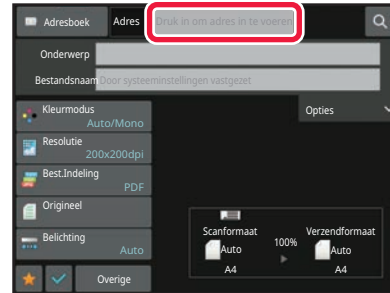 Adresboek Adres Druk in om adres in te voeren
Onderwerp
Bestandsnaam Door systeeminstellingen vastgezet
Kleurmodus
Auto/Mono
Opties
Resolutie
200x200dpi
Best.Indeling
PDF
Origineel
Belichting
Auto
Scanformaat
Auto
A4
100%
Verzendformaat
Auto
A4
Overige